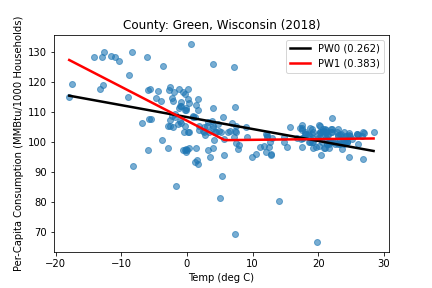 County: Green, Wisconsin (2018)
PW0 (0.262)
PW1 (0.383)
Per-Capita Consumption (MMBtu/1000 Households)
130
120
110
100
90
80
70
−20 −10 0 10 20 30
Temp (deg C)